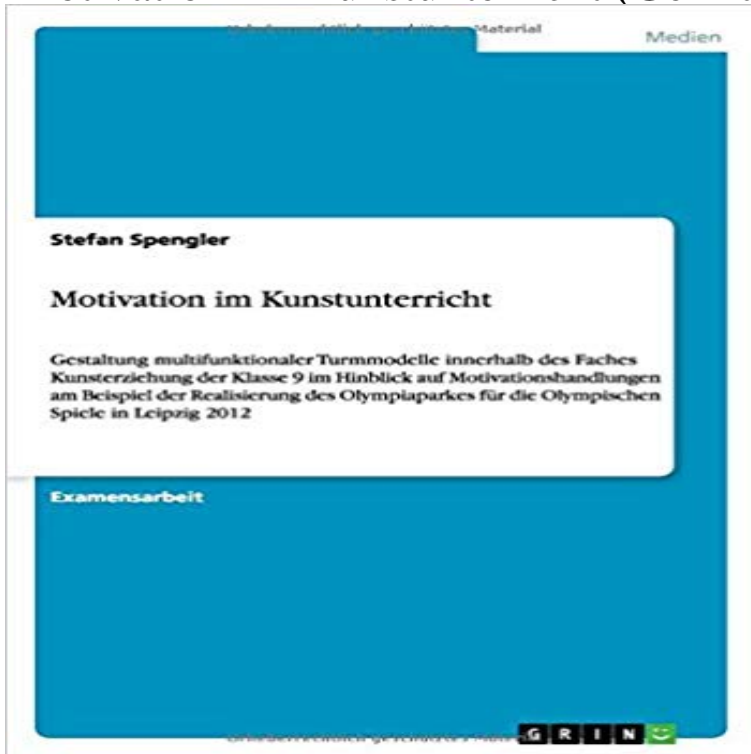 Medien
Stefan Spengler
Motivation im Kunstunterricht
Gestaltung multifunktionaler Turmmodelle innerhalb des Faches
Kunsterziehung der Klasse 9 im Hinblick auf Motivationshandlungen
am Beispiel der Realisierung des Olympiaparkes für die Olympischen
Spiele in Leipzig 2012
Examensarbeit
GRIN